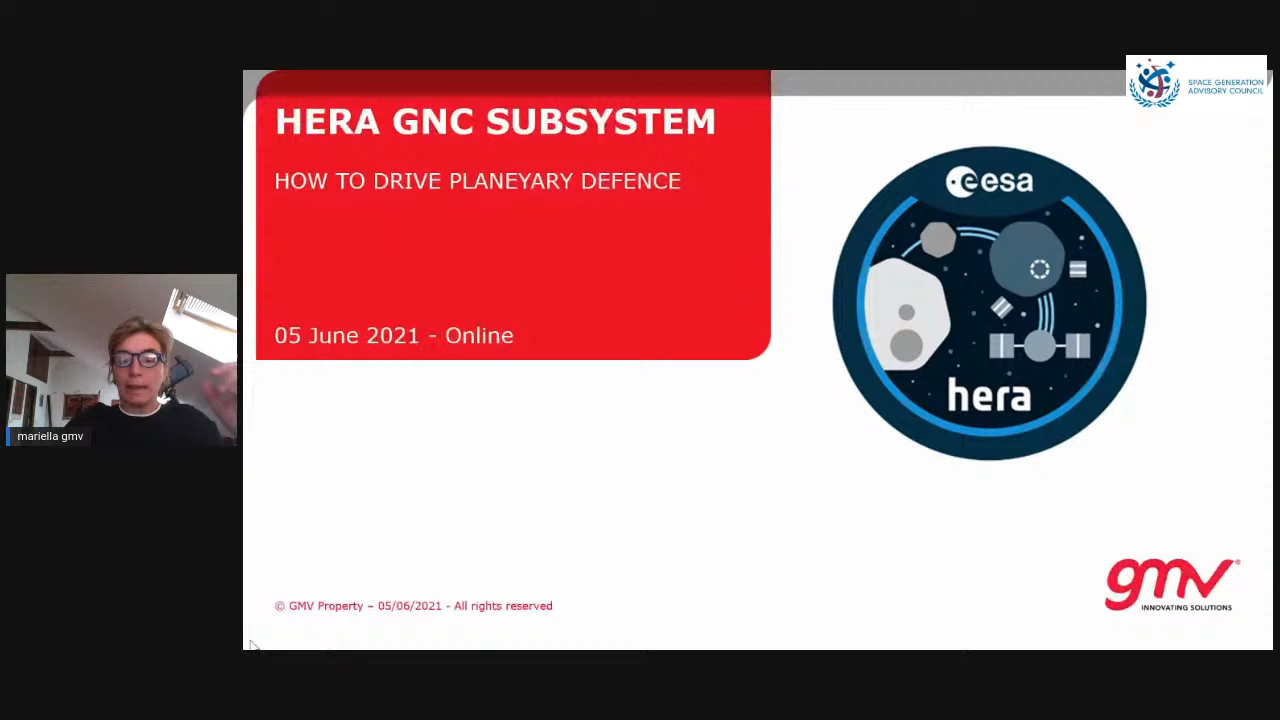 SPACE GENERATION
ADVISORY COUNCIL
HERA GNC SUBSYSTEM
HOW TO DRIVE PLANEYARY DEFENCE
05 June 2021 - Online
esa
hera
mariella gmv
gmv®
INNOVATING SOLUTIONS
© GMV Property – 05/06/2021 - All rights reserved